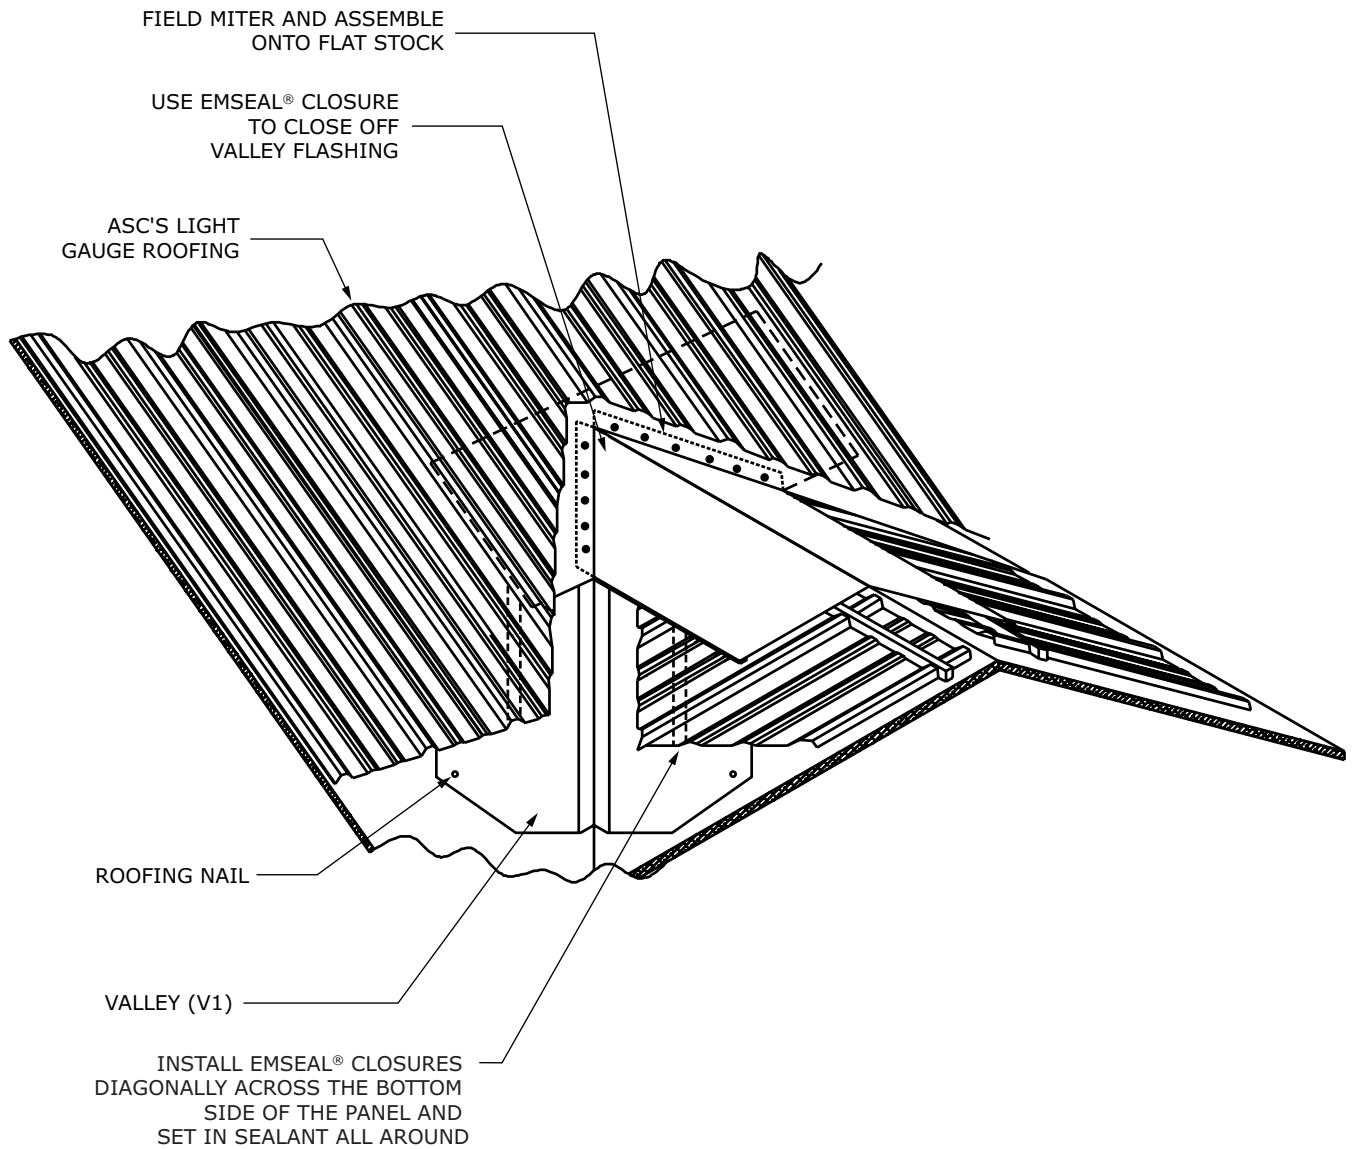 FIELD MITER AND ASSEMBLE
ONTO FLAT STOCK
USE EMSEAL® CLOSURE
TO CLOSE OFF
VALLEY FLASHING
ASC'S LIGHT
GAUGE ROOFING
ROOFING NAIL
VALLEY (V1)
INSTALL EMSEAL® CLOSURES
DIAGONALLY ACROSS THE BOTTOM
SIDE OF THE PANEL AND
SET IN SEALANT ALL AROUND